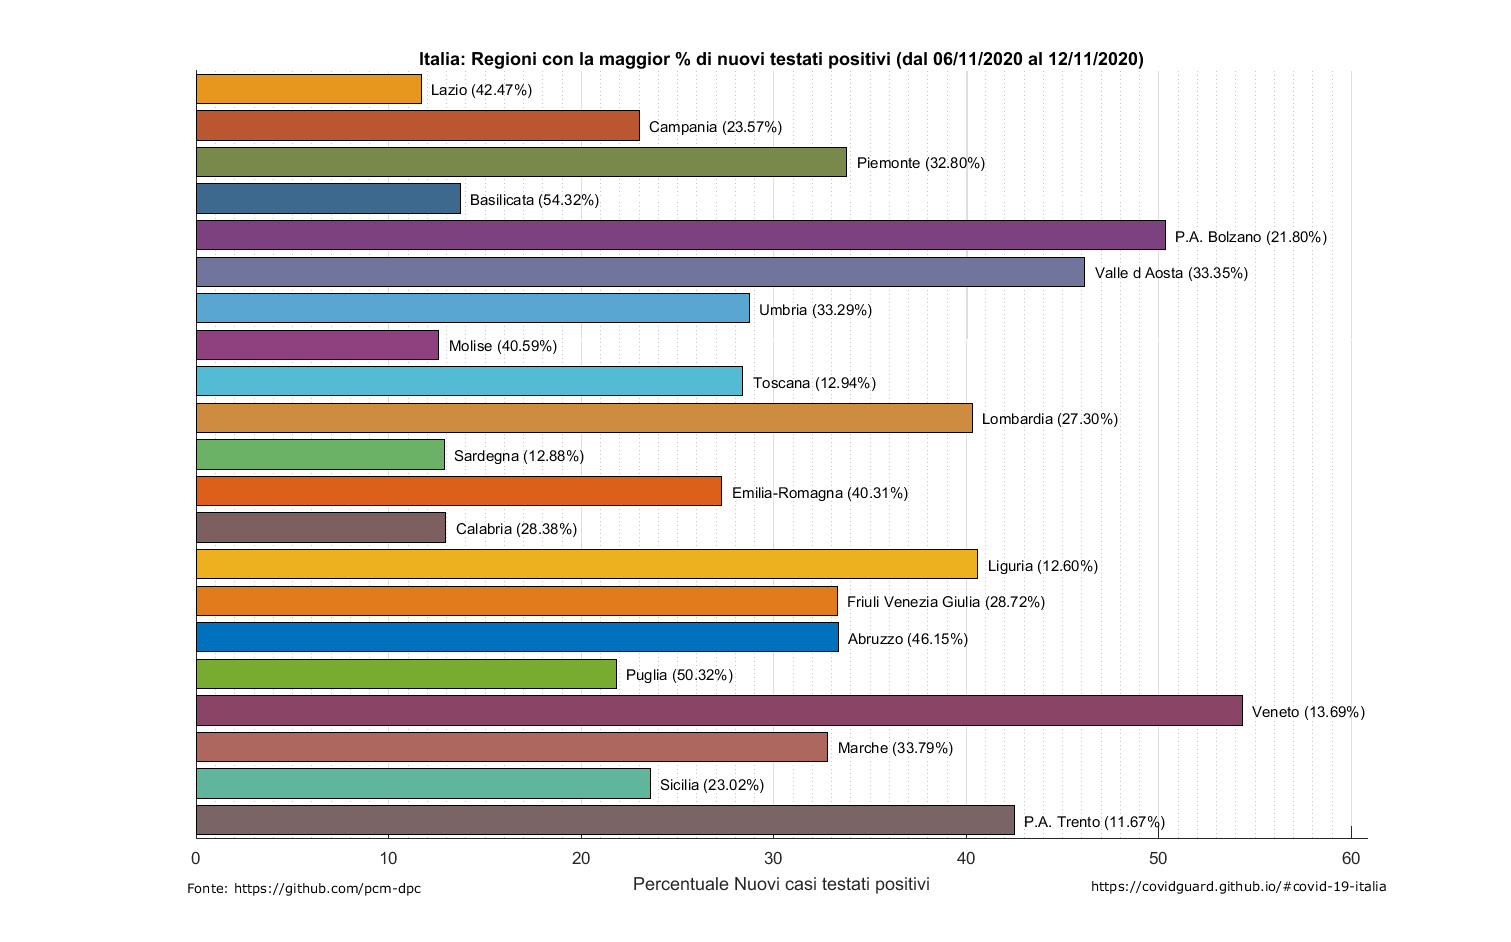 Italia: Regioni con la maggior % di nuovi testati positivi (dal 06/11/2020 al 12/11/2020)
Lazio (42.47%)
Campania (23.57%)
Piemonte (32.80%)
Basilicata (54.32%)
P.A. Bolzano (21.80%)
Valle d Aosta (33.35%)
Umbria (33.29%)
Molise (40.59%)
Toscana (12.94%)
Lombardia (27.30%)
Sardegna (12.88%)
Emilia-Romagna (40.31%)
Calabria (28.38%)
Liguria (12.60%)
Friuli Venezia Giulia (28.72%)
Abruzzo (46.15%)
Puglia (50.32%)
Veneto (13.69%)
Marche (33.79%)
Sicilia (23.02%)
P.A. Trento (11.67%)
0 10 20 30 40 50 60
Percentuale Nuovi casi testati positivi
Fonte: https://github.com/pcm-dpc
https://covidguard.github.io/#covid-19-italia